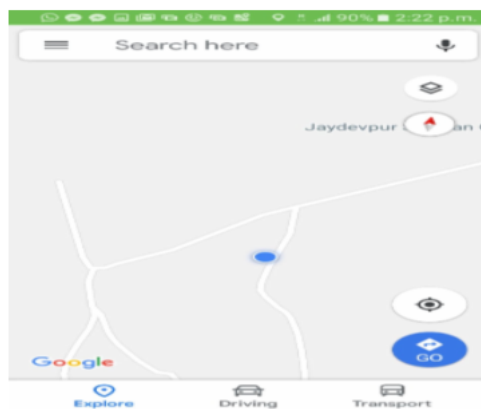 90% 2:22 p.m.
Search here
Jaydevpur
Google
GO
Explore Driving Transport